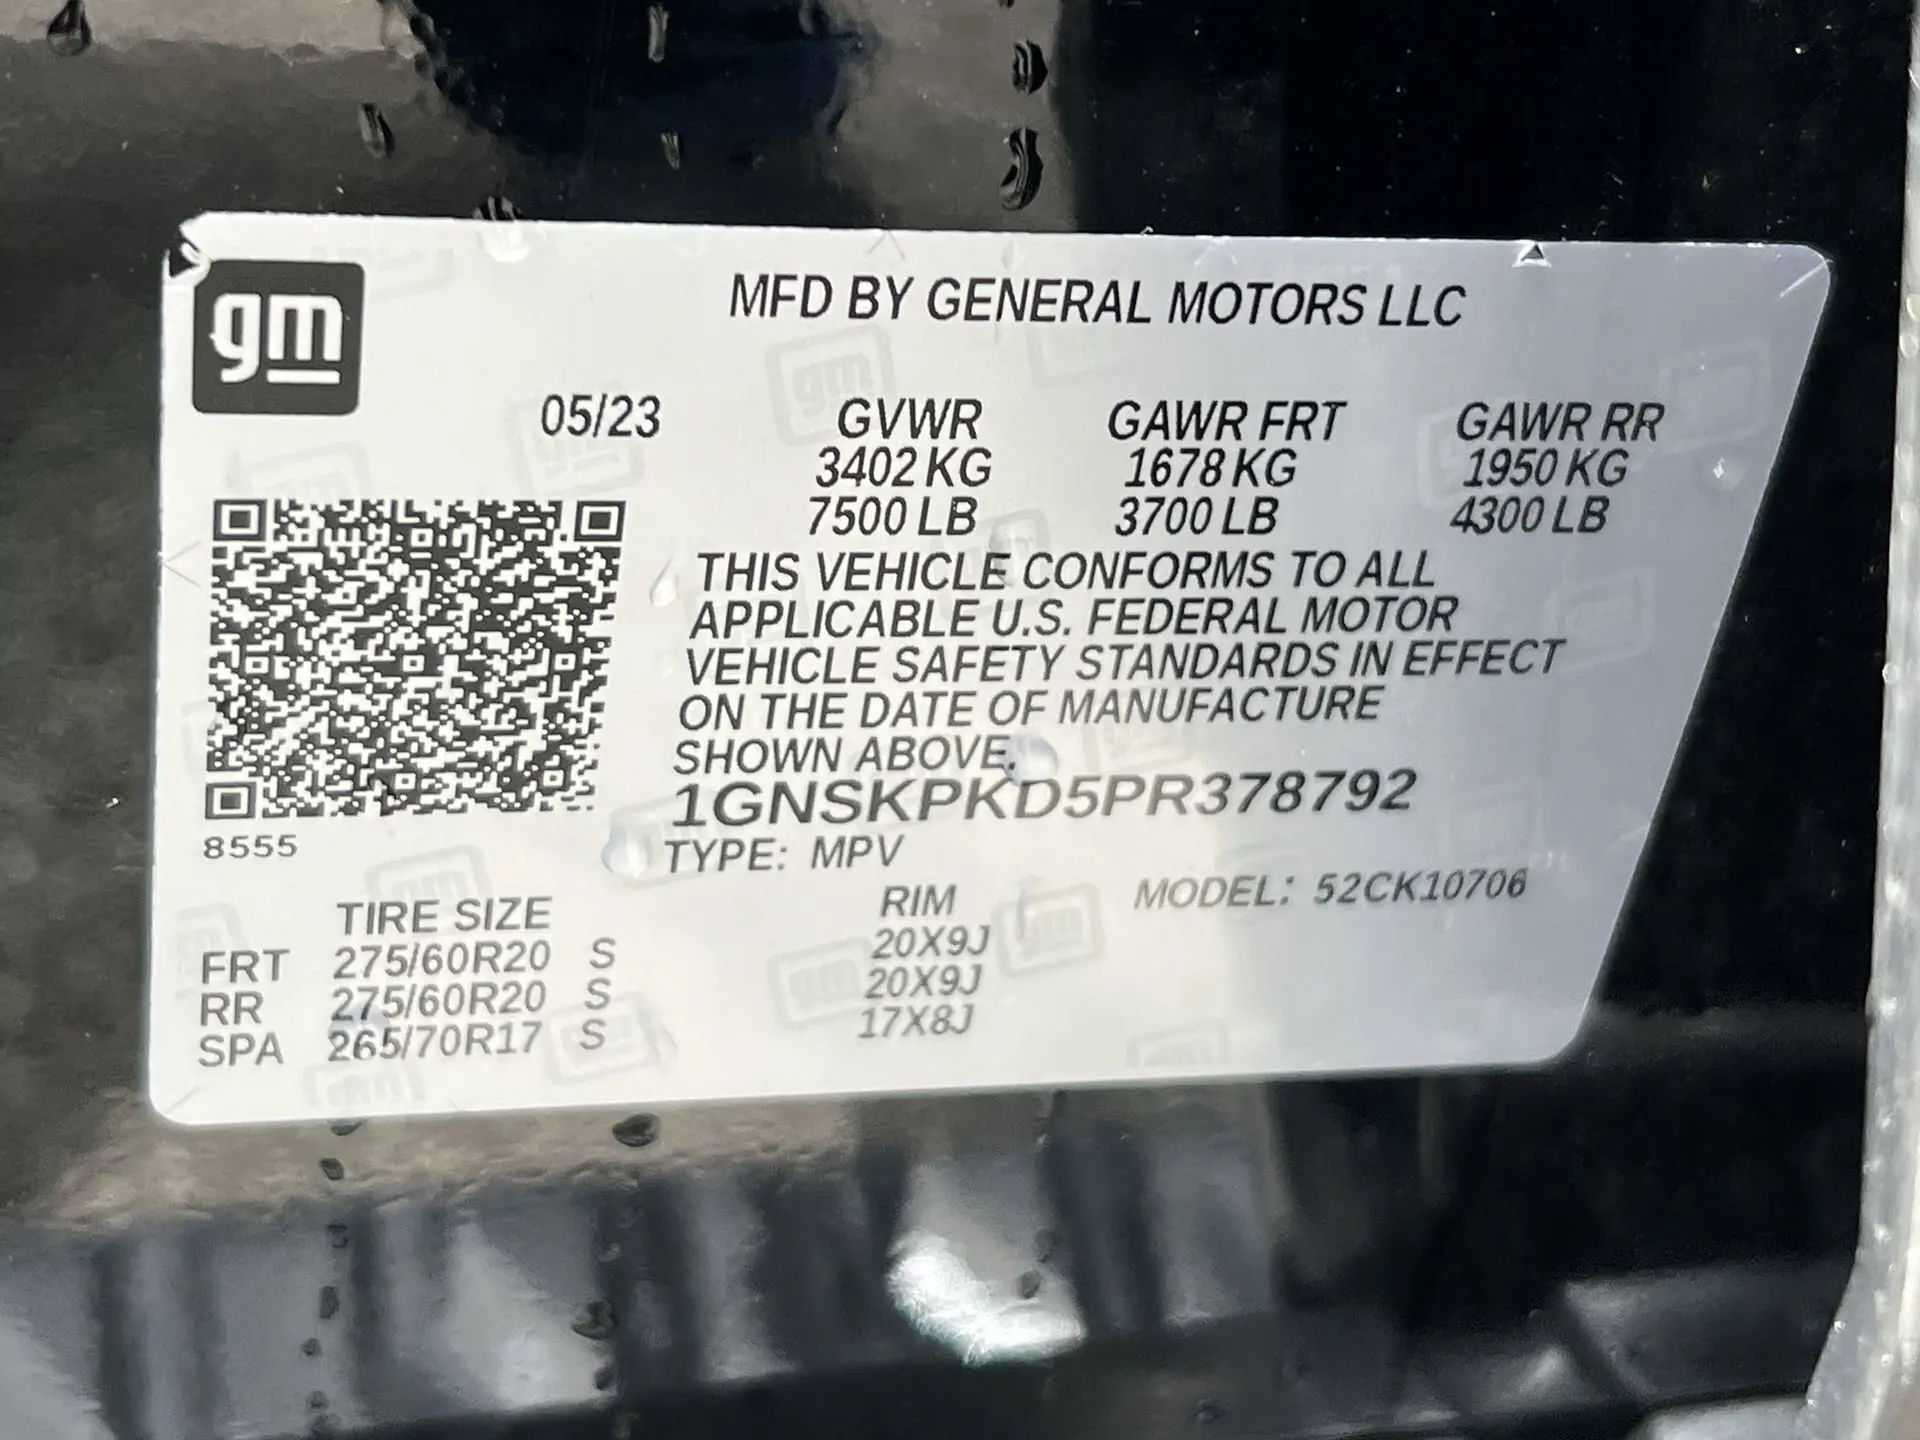 gm
MFD BY GENERAL MOTORS LLC
05/23 GVWR GAWR FRT GAWR RR
3402 KG 1678 KG 1950 KG
7500 LB 3700 LB 4300 LB
THIS VEHICLE CONFORMS TO ALL
APPLICABLE U.S. FEDERAL MOTOR
VEHICLE SAFETY STANDARDS IN EFFECT
ON THE DATE OF MANUFACTURE
SHOWN ABOVE.
1GNSKPKD5PR378792
8555
TYPE: MPV
MODEL: 52CK10706
TIRE SIZE RIM
FRT 275/60R20 S 20X9J
RR 275/60R20 S 20X9J
SPA 265/70R17 S 17X8J